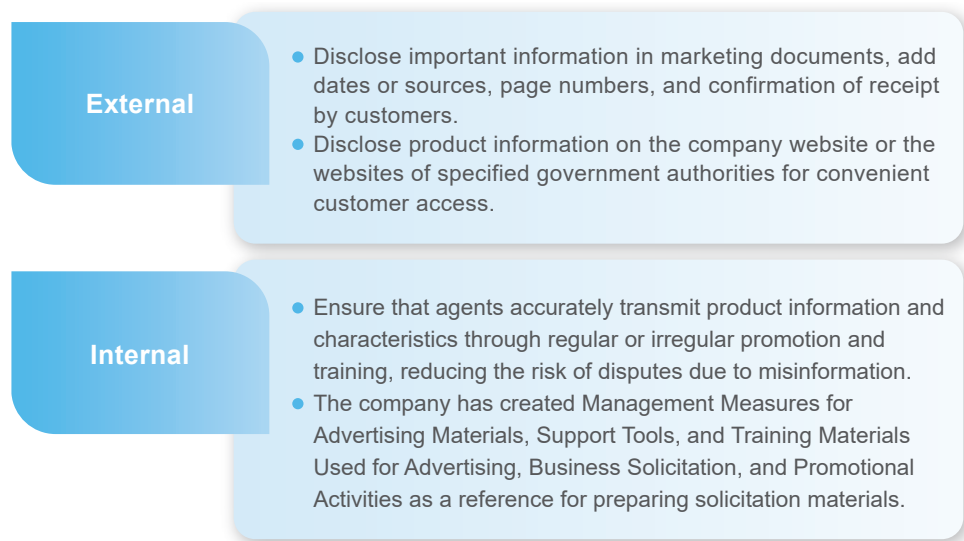 External
● Disclose important information in marketing documents, add
dates or sources, page numbers, and confirmation of receipt
by customers.
● Disclose product information on the company website or the
websites of specified government authorities for convenient
customer access.
Internal
● Ensure that agents accurately transmit product information and
characteristics through regular or irregular promotion and
training, reducing the risk of disputes due to misinformation.
● The company has created Management Measures for
Advertising Materials, Support Tools, and Training Materials
Used for Advertising, Business Solicitation, and Promotional
Activities as a reference for preparing solicitation materials.